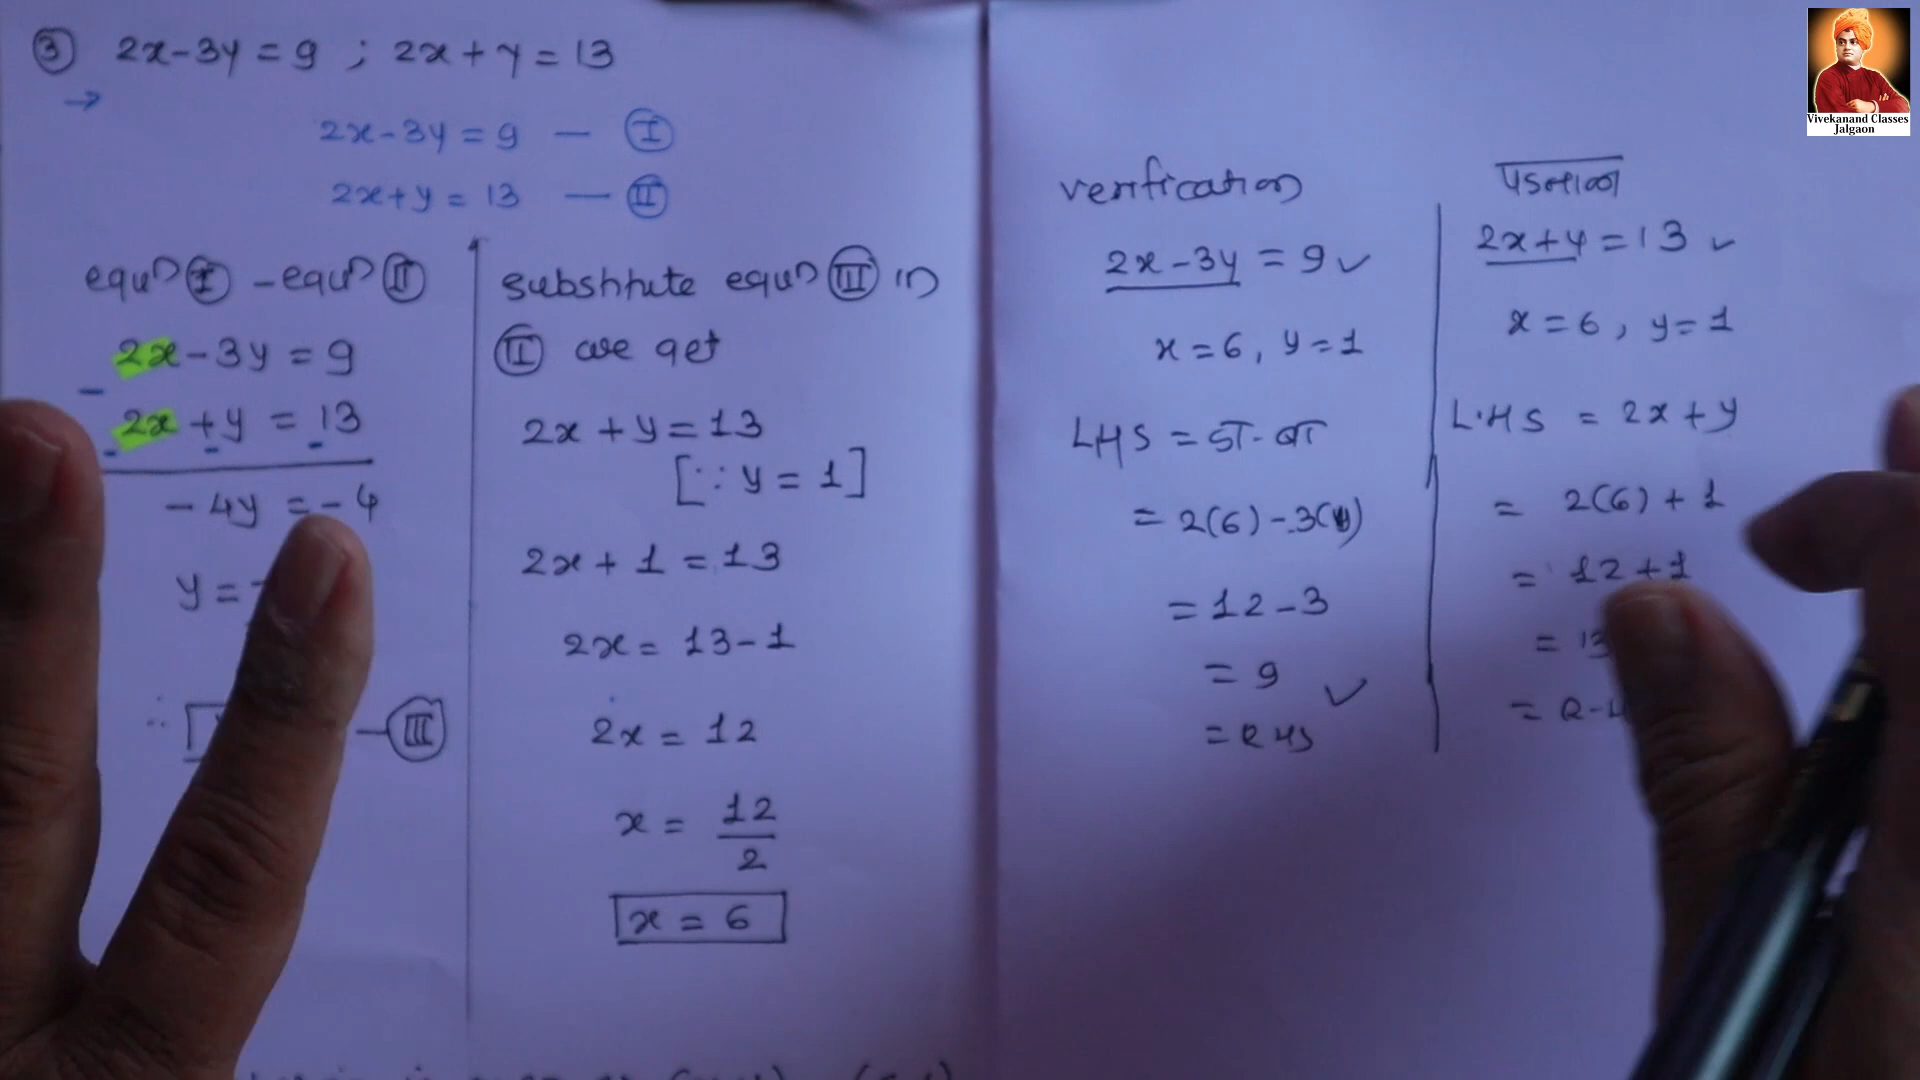 ③ 2x-3y=9 ; 2x+y=13
→
2x-3y=9 — Ⅰ
2x+y=13 — Ⅱ
equn Ⅰ - equn Ⅱ
2x-3y=9
- 2x+y=13
- - -
-4y=-4
y=
∴
— Ⅲ
substitute equn Ⅲ in
Ⅱ we get
2x+y=13
[∵ y=1]
2x+1=13
2x=13-1
2x=12
x=12/2
x=6
verification
2x-3y=9 ✓
x=6, y=1
LHS = डा-बा
= 2(6)-3(1)
=12-3
=9 ✓
=RHS
पडताळा
2x+y=13 ✓
x=6, y=1
L.H.S = 2x+y
= 2(6)+1
= 12+1
= 13
= R-H
Vivekanand Classes
Jalgaon